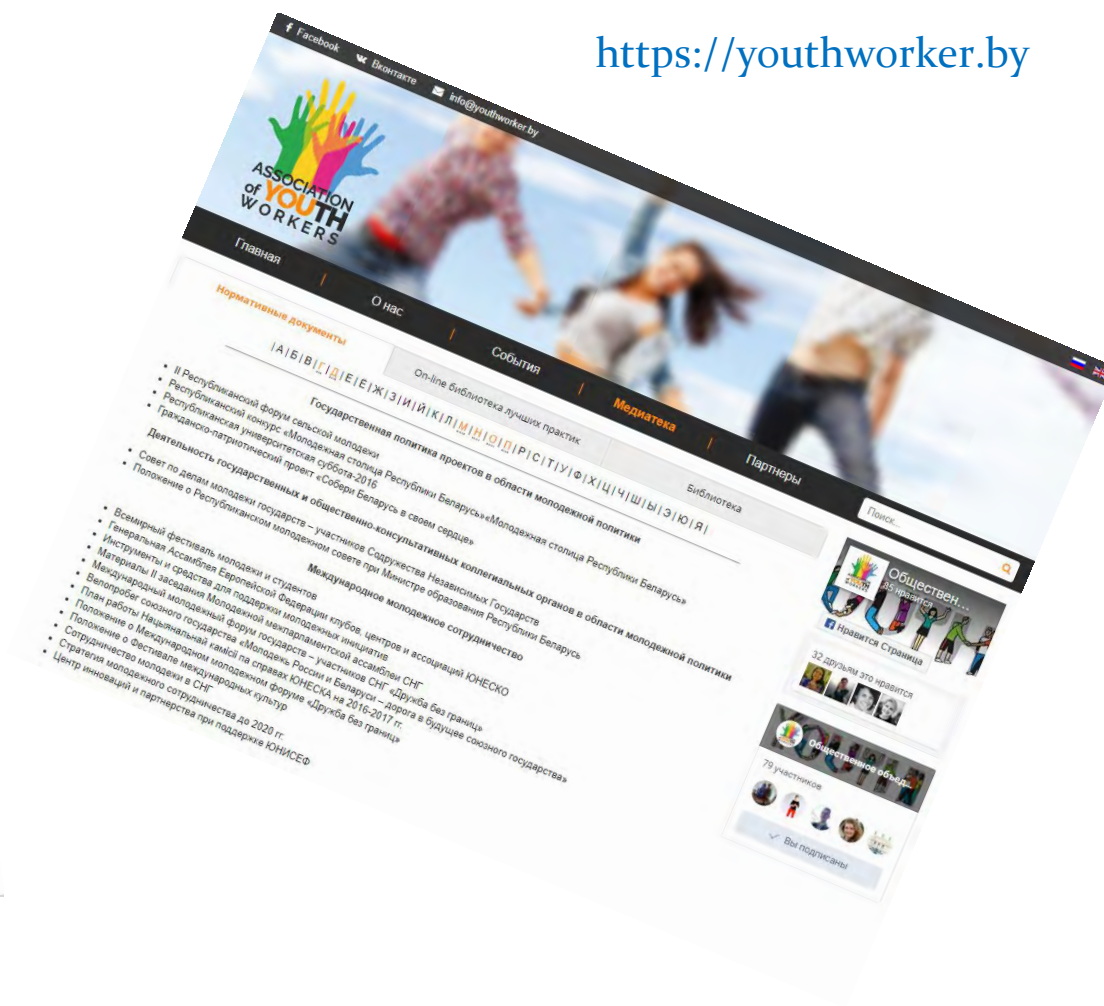 https://youthworker.by
Facebook
Вконтакте
info@youthworker.by
ASSOCIATION
of YOUTH
WORKERS
Главная
О нас
События
Медиатека
Партнеры
Поиск...
Нормативные документы
On-line библиотека лучших практик
Библиотека
|А|Б|В|Г|Д|Е|Ё|Ж|З|И|Й|К|Л|М|Н|О|П|Р|С|Т|У|Ф|Х|Ц|Ч|Ш|Ы|Э|Ю|Я|
Государственная политика проектов в области молодежной политики
II Республиканский форум сельской молодежи
Республиканский конкурс «Молодежная столица Республики Беларусь»«Молодежная столица Республики Беларусь»
Республиканская университетская суббота-2016
Гражданско-патриотический проект «Собери Беларусь в своем сердце»
Деятельность государственных и общественно-консультативных коллегиальных органов в области молодежной политики
Совет по делам молодежи государств – участников Содружества Независимых Государств
Положение о Республиканском молодежном совете при Министре образования Республики Беларусь
Международное молодежное сотрудничество
Всемирный фестиваль молодежи и студентов
Генеральная Ассамблея Европейской Федерации клубов, центров и ассоциаций ЮНЕСКО
Инструменты и средства для поддержки молодежных инициатив
Материалы II заседания Молодежной межпарламентской ассамблеи СНГ
Международный молодежный форум государств – участников СНГ «Дружба без границ»
Велопробег союзного государства «Молодежь России и Беларуси – дорога в будущее союзного государства»
План работы Нацыянальнай камісіі па справах ЮНЕСКА на 2016-2017 гг.
Положение о Международном молодежном форуме «Дружба без границ»
Положение о Фестивале международных культур
Сотрудничество молодежи в СНГ
Стратегия молодежного сотрудничества до 2020 гг.
Центр инноваций и партнерства при поддержке ЮНИСЕФ
Обществен...
85 нравится
Нравится Страница
32 друзьям это нравится
Общественное объед...
79 участников
Вы подписаны